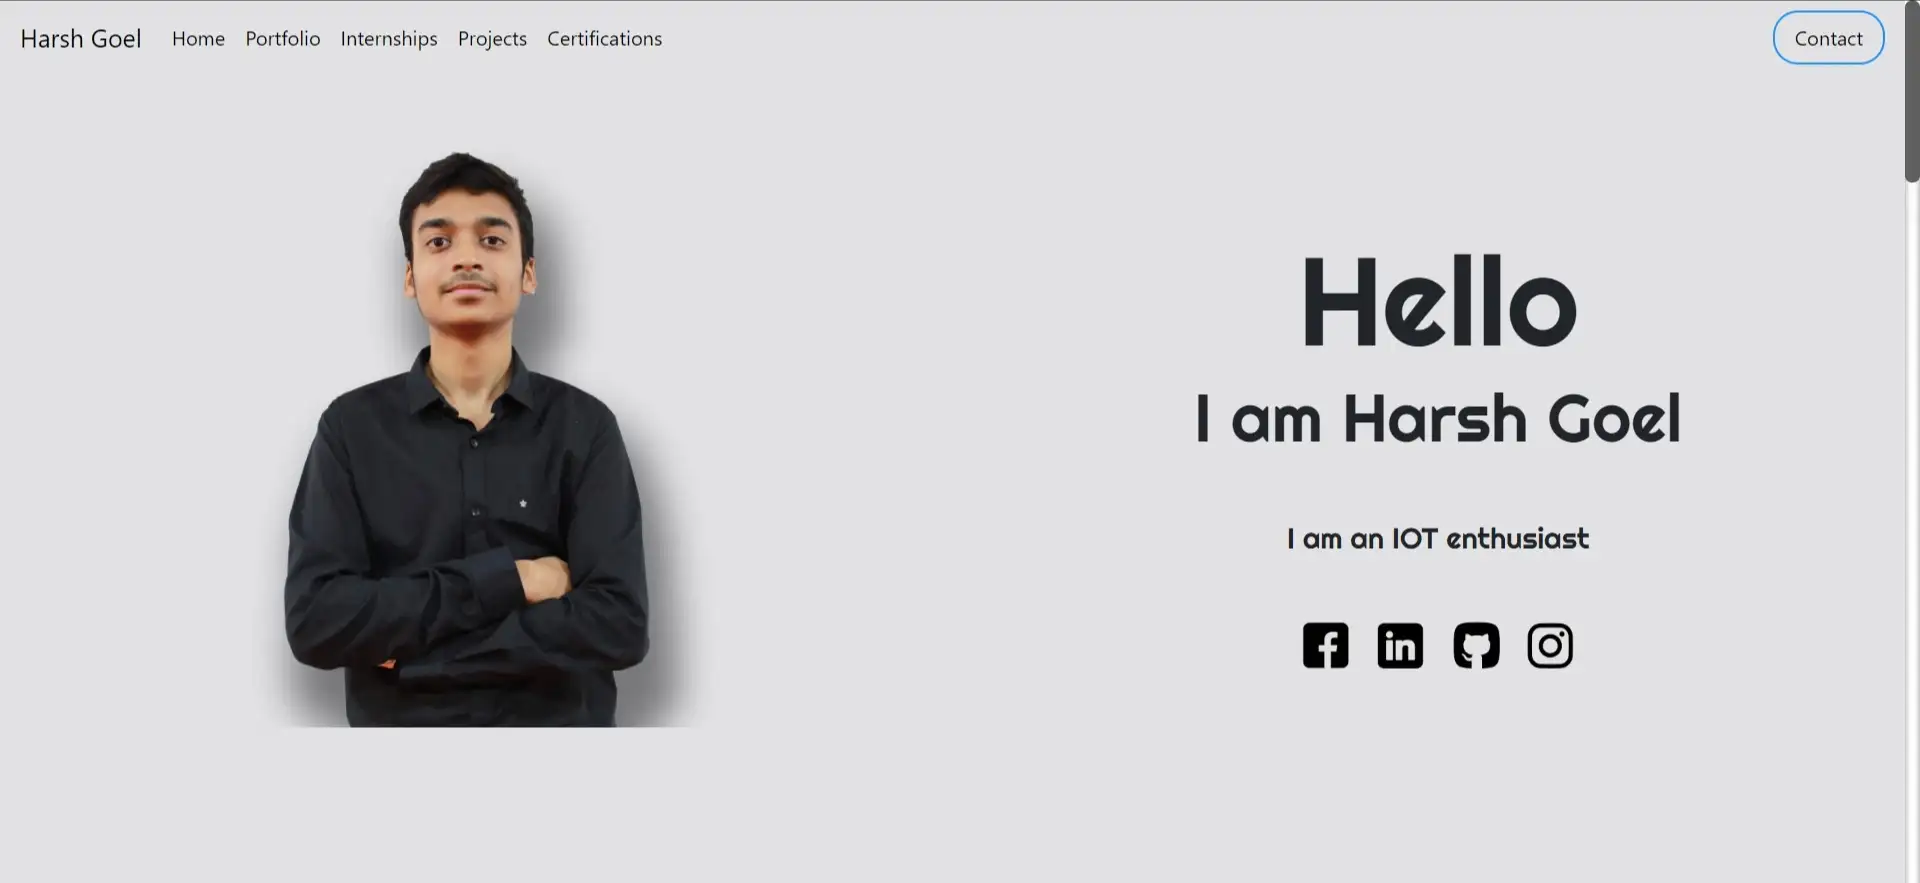 Harsh Goel Home Portfolio Internships Projects Certifications Contact
Hello
I am Harsh Goel
I am an IOT enthusiast